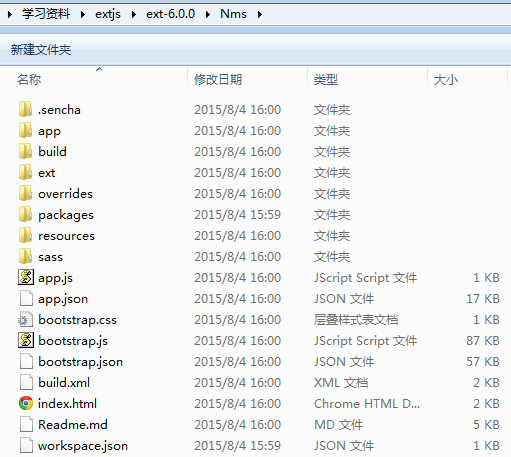 学习资料 extjs ext-6.0.0 Nms
新建文件夹
名称 修改日期 类型 大小
.sencha 2015/8/4 16:00 文件夹
app 2015/8/4 16:00 文件夹
build 2015/8/4 16:00 文件夹
ext 2015/8/4 16:00 文件夹
overrides 2015/8/4 16:00 文件夹
packages 2015/8/4 15:59 文件夹
resources 2015/8/4 16:00 文件夹
sass 2015/8/4 16:00 文件夹
app.js 2015/8/4 16:00 JScript Script 文件 1 KB
app.json 2015/8/4 16:00 JSON 文件 17 KB
bootstrap.css 2015/8/4 16:00 层叠样式表文档 1 KB
bootstrap.js 2015/8/4 16:00 JScript Script 文件 87 KB
bootstrap.json 2015/8/4 16:00 JSON 文件 57 KB
build.xml 2015/8/4 16:00 XML 文档 2 KB
index.html 2015/8/4 16:00 Chrome HTML D... 2 KB
Readme.md 2015/8/4 16:00 MD 文件 5 KB
workspace.json 2015/8/4 15:59 JSON 文件 1 KB